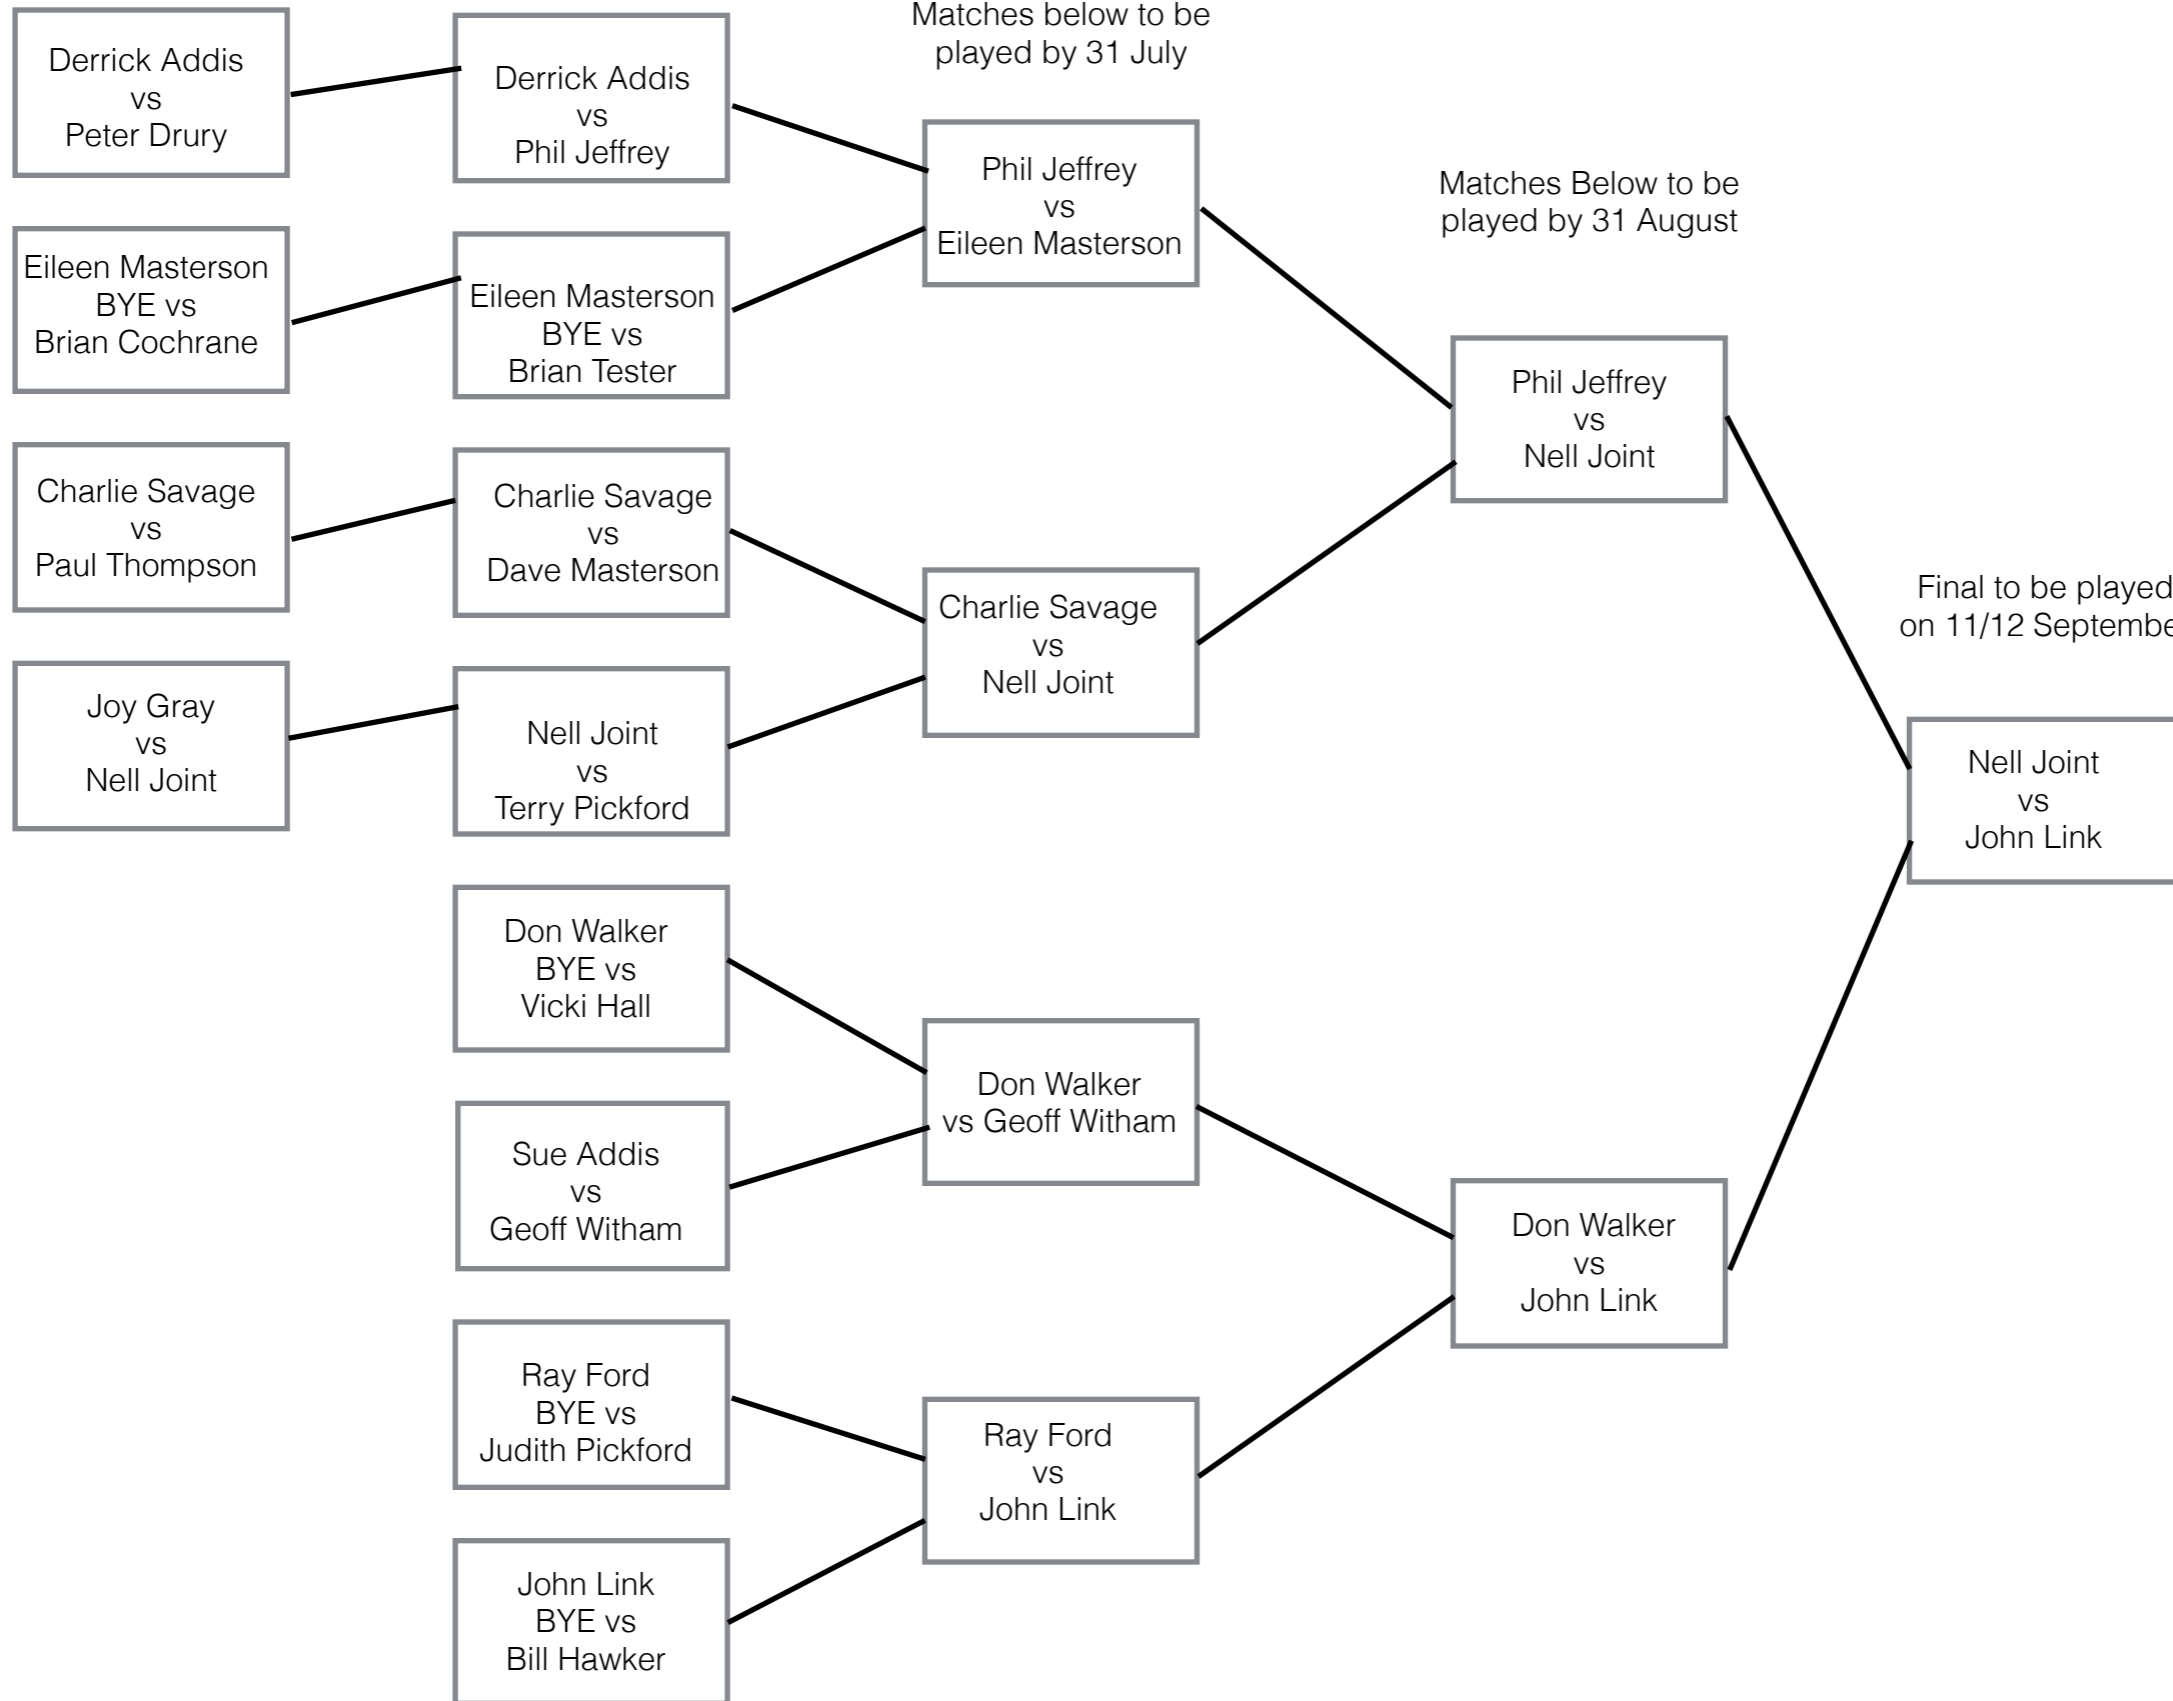 Derrick Addis
vs
Peter Drury
Eileen Masterson
BYE vs
Brian Cochrane
Charlie Savage
vs
Paul Thompson
Joy Gray
vs
Nell Joint
Derrick Addis
vs
Phil Jeffrey
Eileen Masterson
BYE vs
Brian Tester
Charlie Savage
vs
Dave Masterson
Nell Joint
vs
Terry Pickford
Don Walker
BYE vs
Vicki Hall
Sue Addis
vs
Geoff Witham
Ray Ford
BYE vs
Judith Pickford
John Link
BYE vs
Bill Hawker
Matches below to be
played by 31 July
Phil Jeffrey
vs
Eileen Masterson
Charlie Savage
vs
Nell Joint
Don Walker
vs Geoff Witham
Ray Ford
vs
John Link
Matches Below to be
played by 31 August
Phil Jeffrey
vs
Nell Joint
Don Walker
vs
John Link
Final to be played
on 11/12 Septembe
Nell Joint
vs
John Link